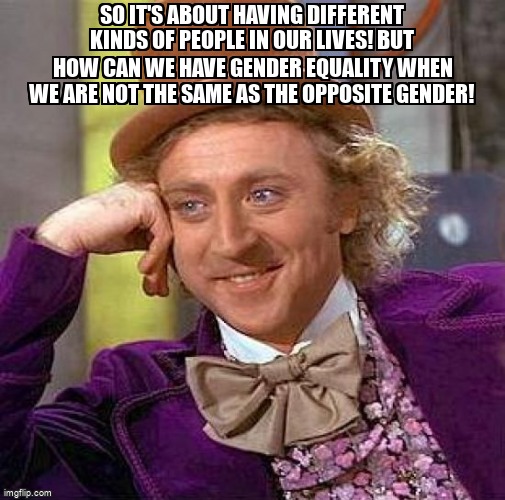 SO IT'S ABOUT HAVING DIFFERENT
KINDS OF PEOPLE IN OUR LIVES! BUT
HOW CAN WE HAVE GENDER EQUALITY WHEN
WE ARE NOT THE SAME AS THE OPPOSITE GENDER!
imgflip.com